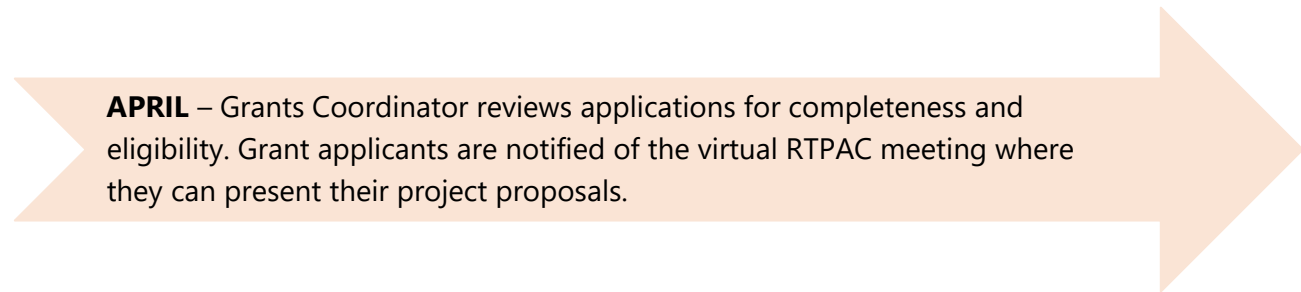 APRIL – Grants Coordinator reviews applications for completeness and
eligibility. Grant applicants are notified of the virtual RTPAC meeting where
they can present their project proposals.